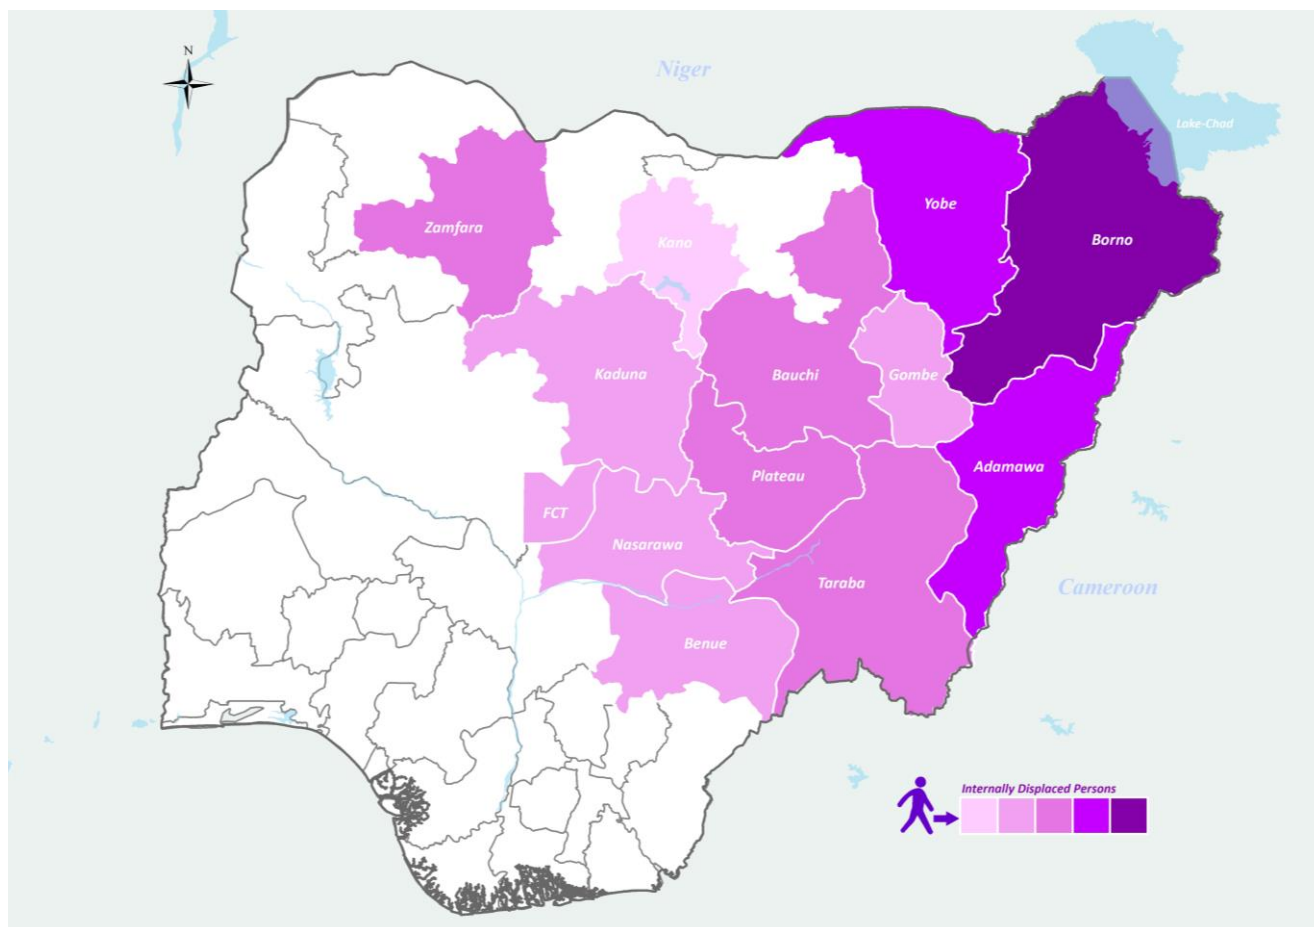 N
Niger
Lake-Chad
Yobe
Zamfara
Kano
Borno
Kaduna
Bauchi
Gombe
Adamawa
Plateau
FCT
Nasarawa
Taraba
Cameroon
Benue
Internally Displaced Persons